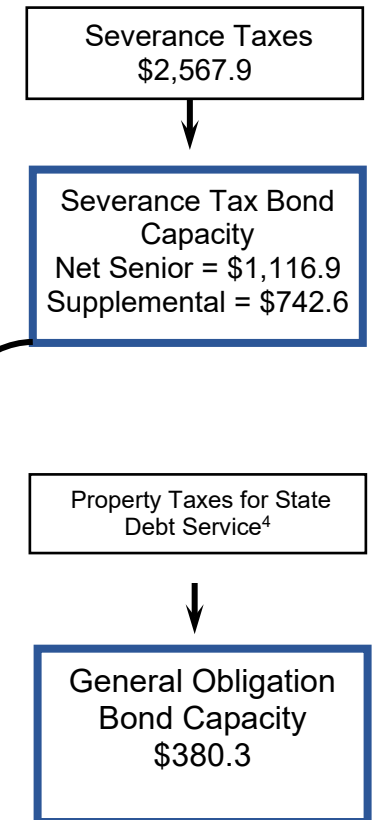 Severance Taxes
$2,567.9
Severance Tax Bond
Capacity
Net Senior = $1,116.9
Supplemental = $742.6
Property Taxes for State
Debt Service⁴
General Obligation
Bond Capacity
$380.3